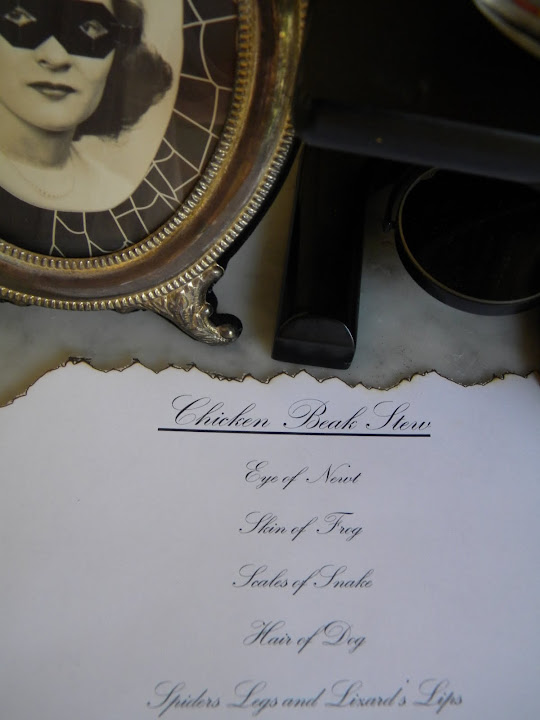 Chicken Beak Stew
Eye of Newt
Skin of Frog
Scales of Snake
Hair of Dog
Spiders Legs and Lizard's Lips